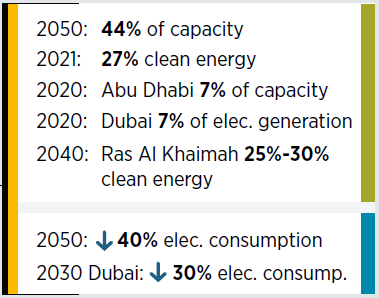 2050: 44% of capacity
2021: 27% clean energy
2020: Abu Dhabi 7% of capacity
2020: Dubai 7% of elec. generation
2040: Ras Al Khaimah 25%-30%
clean energy
2050: ↓ 40% elec. consumption
2030 Dubai: ↓ 30% elec. consump.